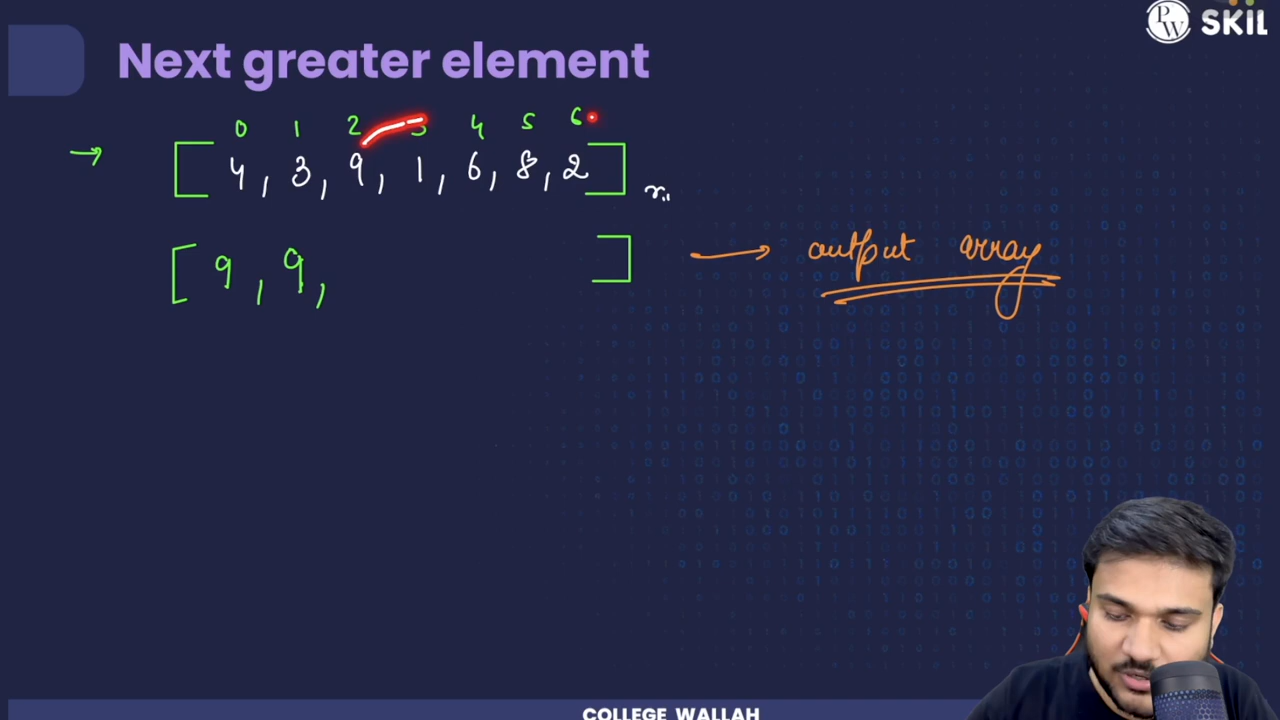 PW SKIL
Next greater element
0 1 2 3 4 5 6
→ [ 4, 3, 9, 1, 6, 8, 2 ]
[ 9, 9, ] → output array
COLLEGE WALLAH